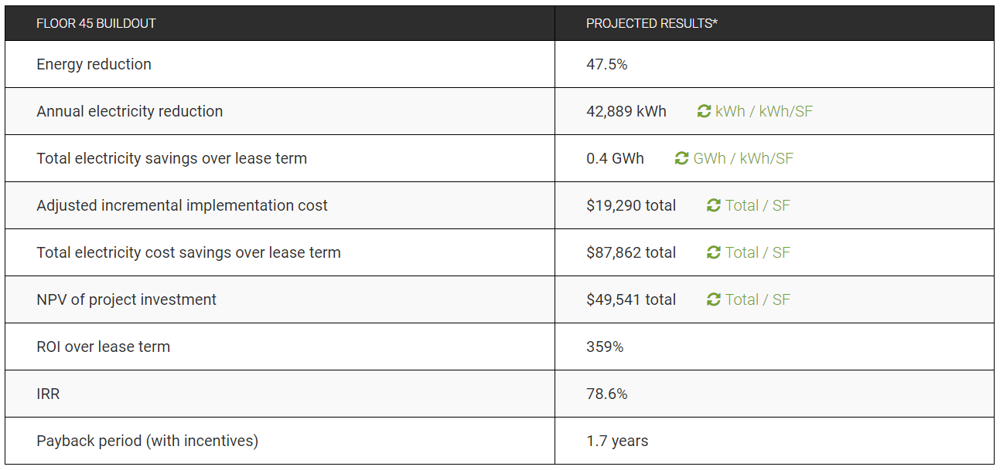 FLOOR 45 BUILDOUT PROJECTED RESULTS*
Energy reduction 47.5%
Annual electricity reduction 42,889 kWh kWh / kWh/SF
Total electricity savings over lease term 0.4 GWh GWh / kWh/SF
Adjusted incremental implementation cost $19,290 total Total / SF
Total electricity cost savings over lease term $87,862 total Total / SF
NPV of project investment $49,541 total Total / SF
ROI over lease term 359%
IRR 78.6%
Payback period (with incentives) 1.7 years